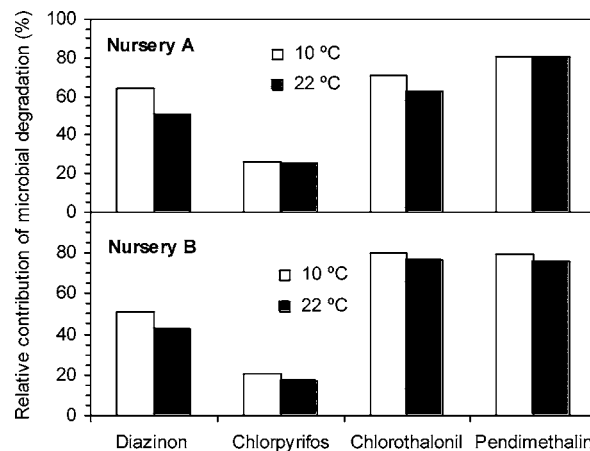 Relative contribution of microbial degradation (%)
100
80
60
40
20
0
Nursery A
10 ºC
22 ºC
80
60
40
20
0
Nursery B
10 ºC
22 ºC
Diazinon Chlorpyrifos Chlorothalonil Pendimethalin